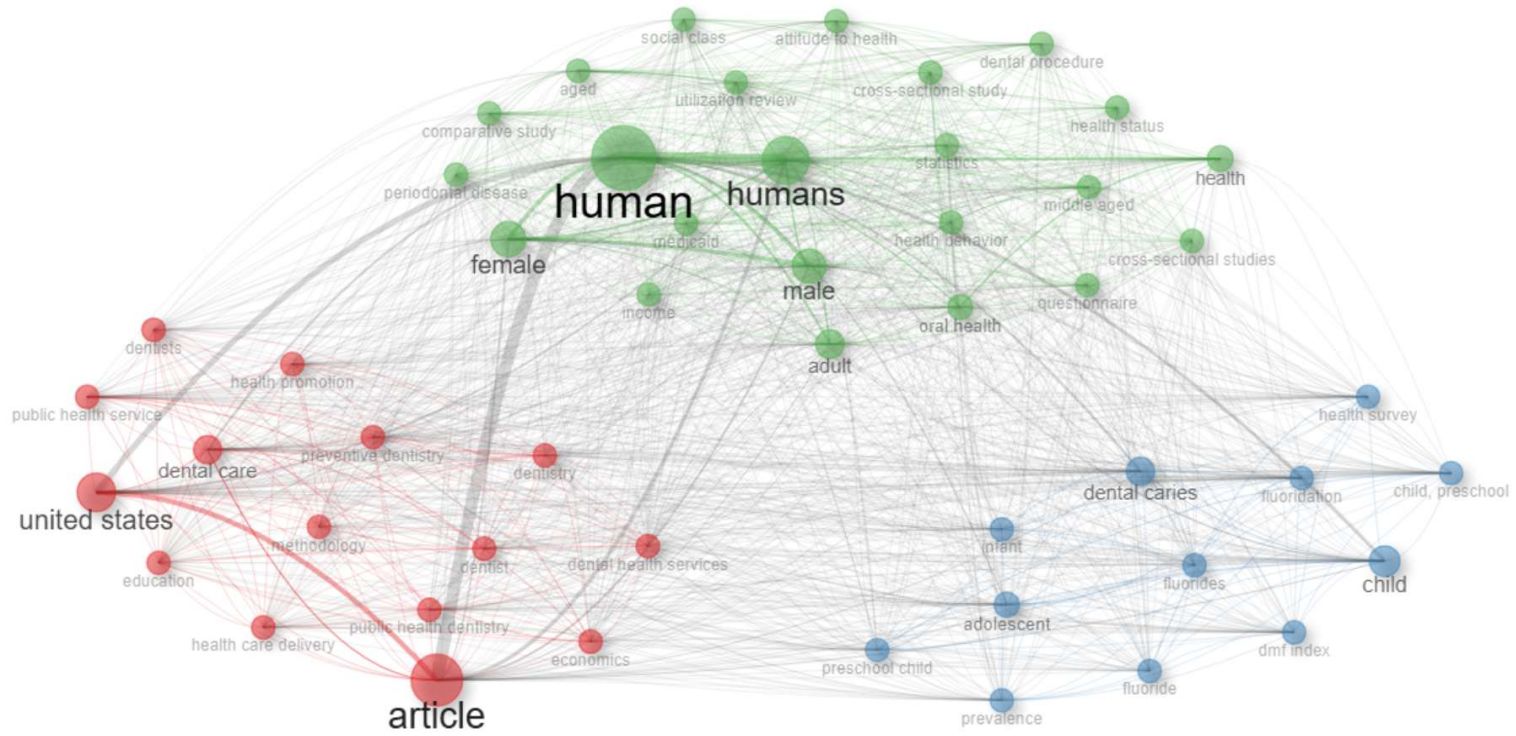 social class
attitude to health
dental procedure
aged
utilization review
cross-sectional study
comparative study
health status
periodontal disease
human
humans
statistics
health
middle aged
female
medicaid
health behavior
cross-sectional studies
male
income
oral health
questionnaire
adult
dentists
health promotion
public health service
health survey
dental care
preventive dentistry
dentistry
united states
dental caries
fluoridation
child, preschool
methodology
dentist
dental health services
infant
education
fluorides
child
public health dentistry
adolescent
health care delivery
economics
preschool child
dmf index
article
fluoride
prevalence